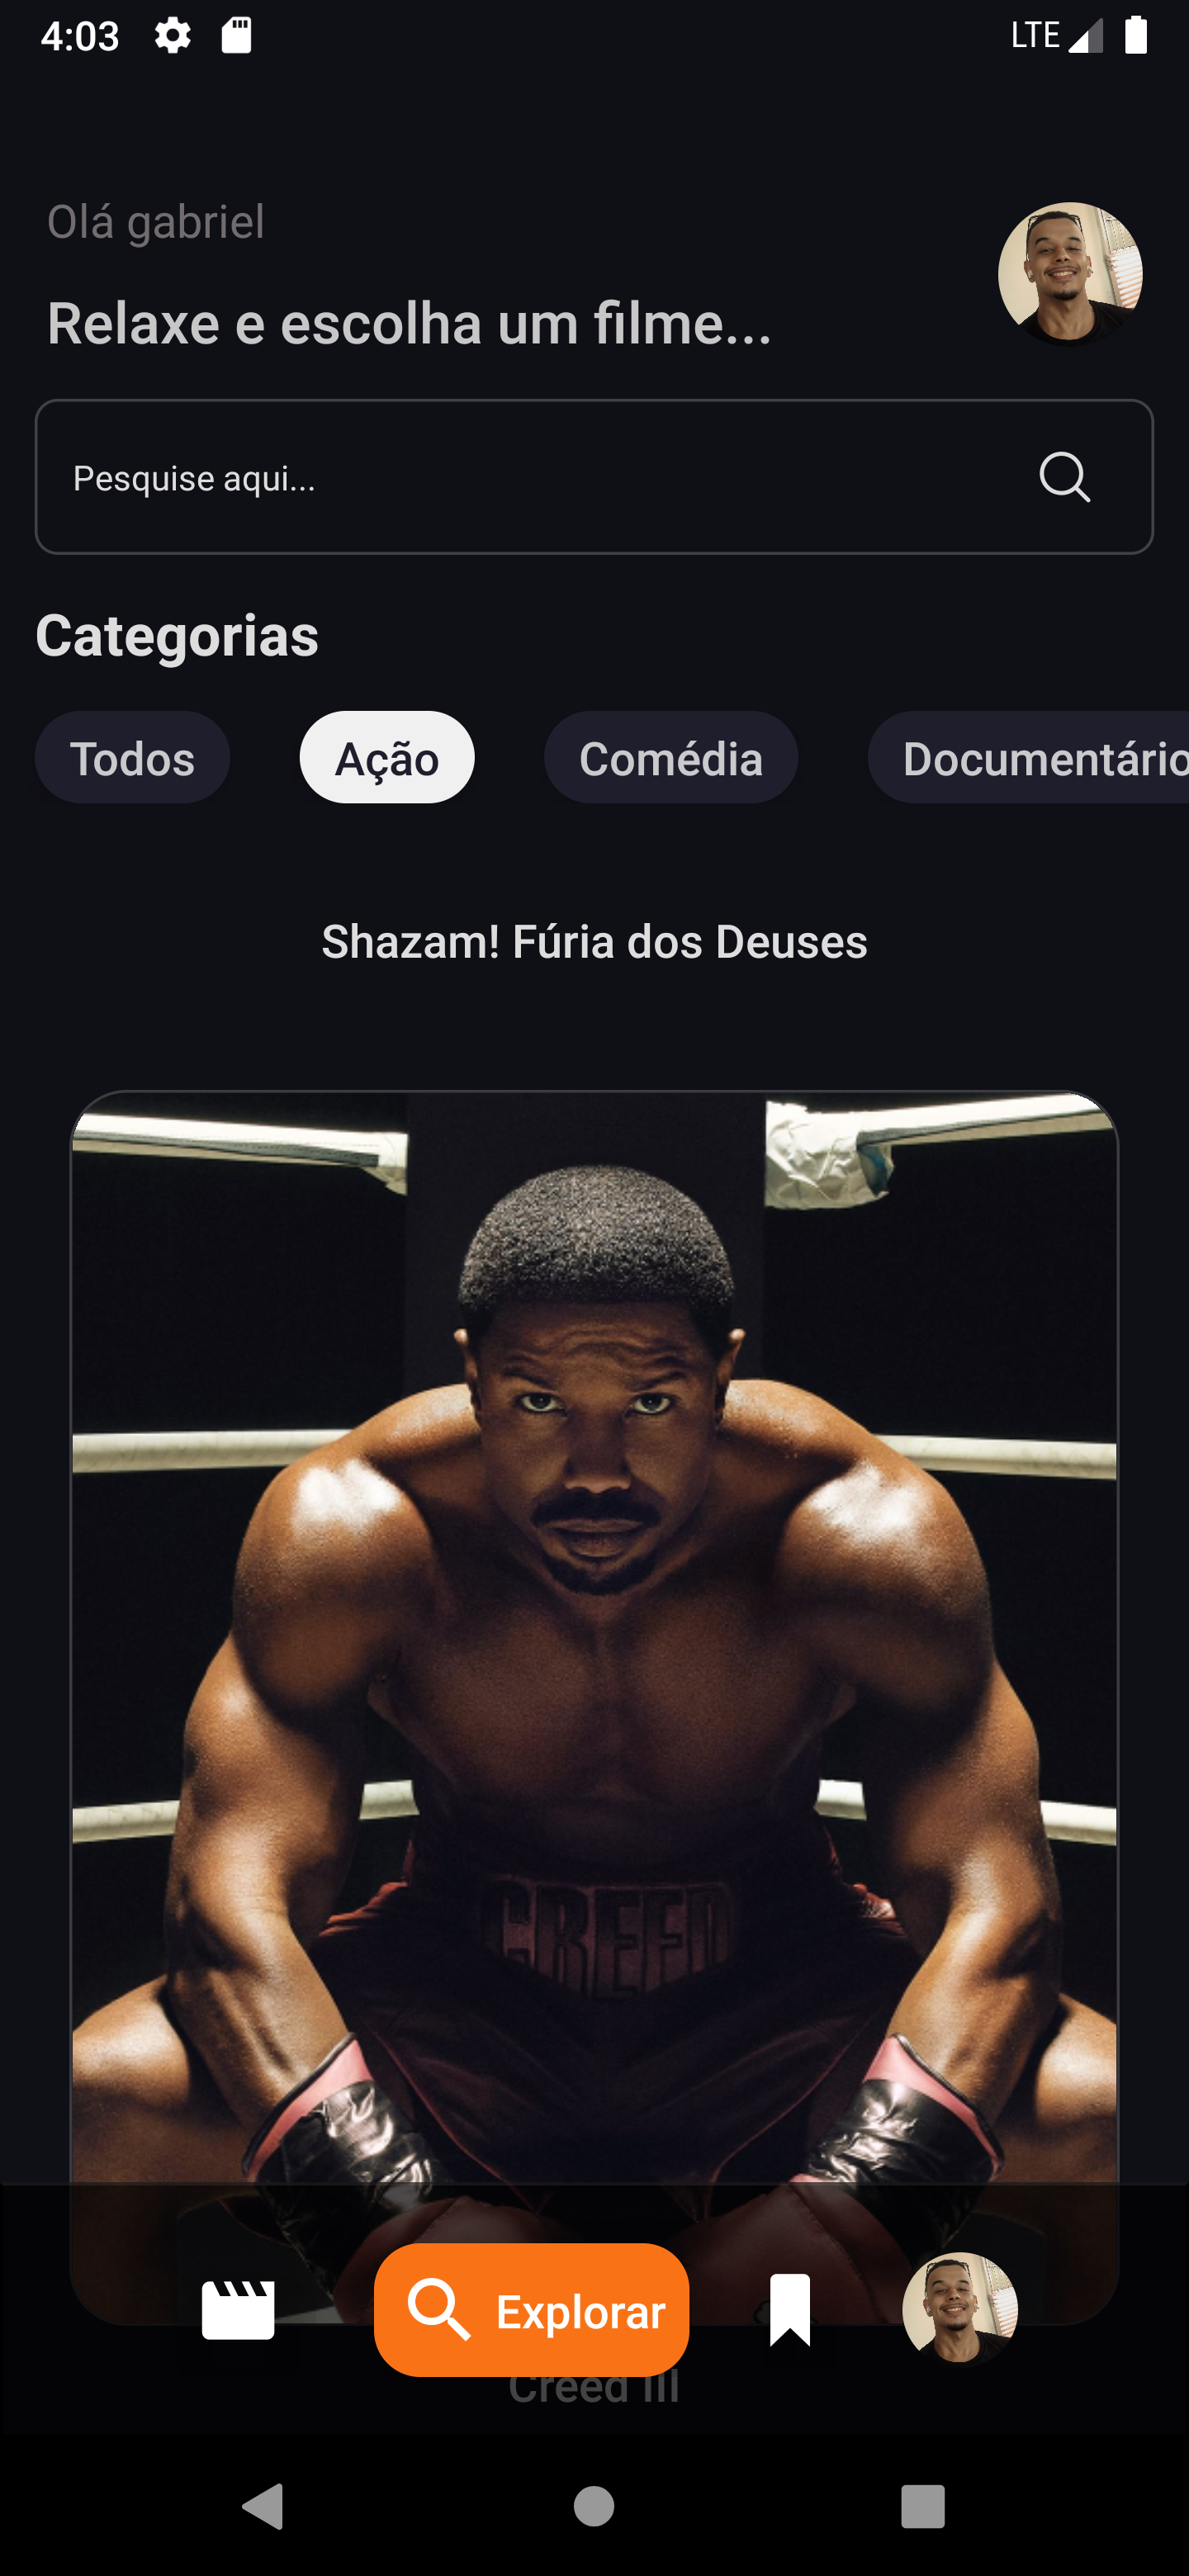 4:03
LTE
Olá gabriel
Relaxe e escolha um filme...
Pesquise aqui...
Categorias
Todos Ação Comédia Documentário
Shazam! Fúria dos Deuses
CREED
Explorar
Creed III